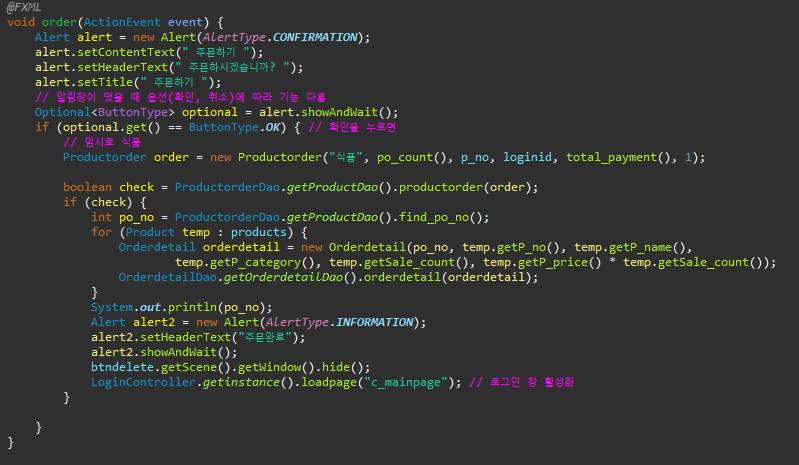 @FXML
void order(ActionEvent event) {
    Alert alert = new Alert(AlertType.CONFIRMATION);
    alert.setContentText(" 주문하기 ");
    alert.setHeaderText(" 주문하시겠습니까? ");
    alert.setTitle(" 주문하기 ");
    // 알림창이 떴을 때 옵션(확인, 취소)에 따라 기능 다름
    Optional<ButtonType> optional = alert.showAndWait();
    if (optional.get() == ButtonType.OK) { // 확인을 누르면
        // 임시로 식품
        Productorder order = new Productorder("식품", po_count(), p_no, loginid, total_payment(), 1);

        boolean check = ProductorderDao.getProductDao().productorder(order);
        if (check) {
            int po_no = ProductorderDao.getProductDao().find_po_no();
            for (Product temp : products) {
                Orderdetail orderdetail = new Orderdetail(po_no, temp.getP_no(), temp.getP_name(),
                        temp.getP_category(), temp.getSale_count(), temp.getP_price() * temp.getSale_count());
                OrderdetailDao.getOrderdetailDao().orderdetail(orderdetail);
            }
            System.out.println(po_no);
            Alert alert2 = new Alert(AlertType.INFORMATION);
            alert2.setHeaderText("주문완료");
            alert2.showAndWait();
            btndelete.getScene().getWindow().hide();
            LoginController.getinstance().loadpage("c_mainpage"); // 로그인 창 활성화
        }

    }
}